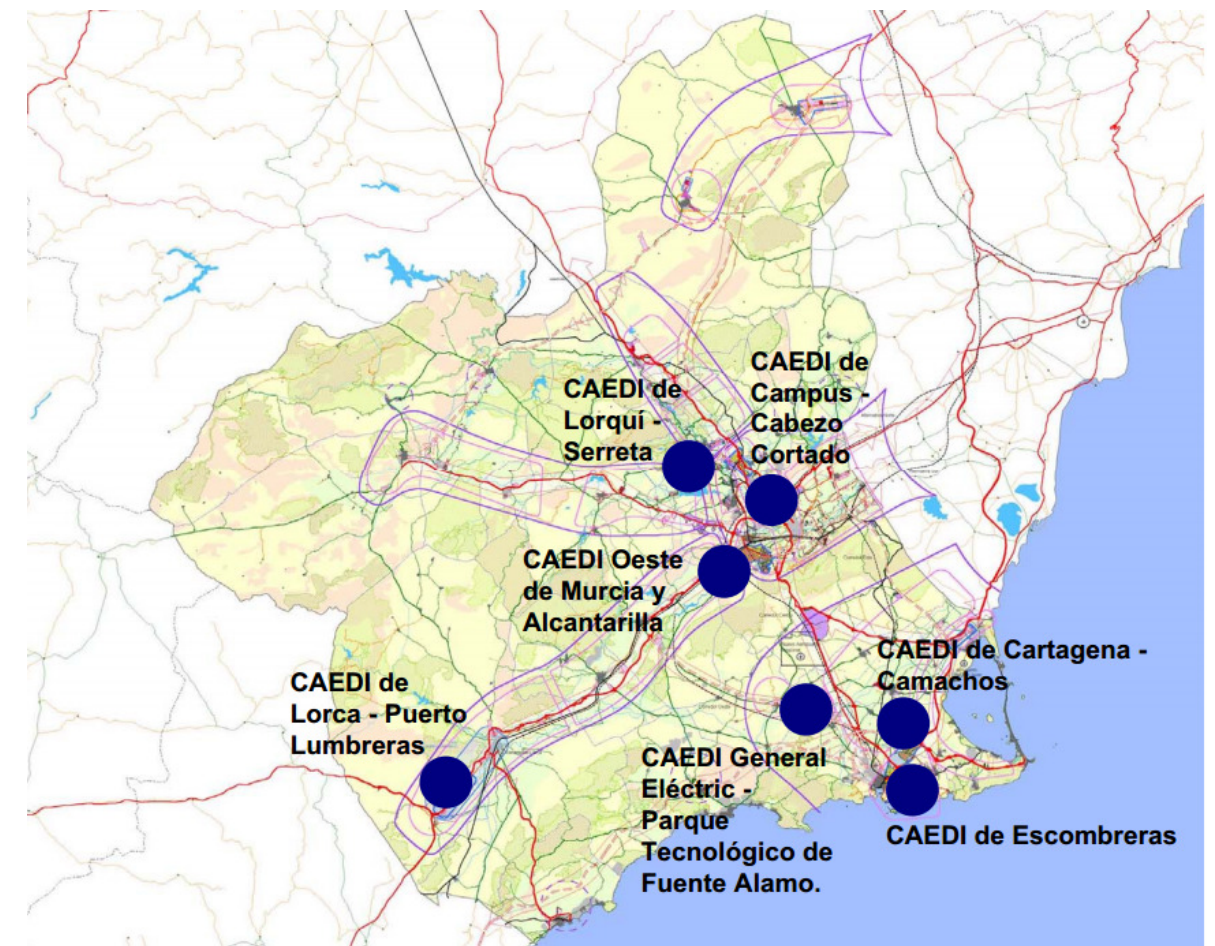 CAEDI de
Campus -
Cabezo
Cortado
CAEDI de
Lorquí -
Serreta
CAEDI Oeste
de Murcia y
Alcantarilla
CAEDI de Cartagena -
Camachos
CAEDI de
Lorca - Puerto
Lumbreras
CAEDI General
Eléctric -
Parque
Tecnológico de
Fuente Alamo.
CAEDI de Escombreras